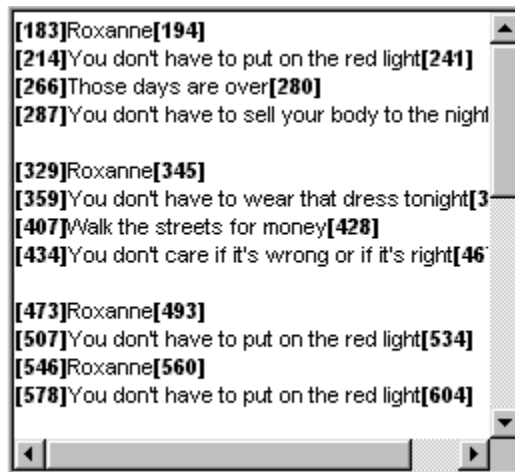 [183]Roxanne[194]
[214]You don't have to put on the red light[241]
[266]Those days are over[280]
[287]You don't have to sell your body to the night
[329]Roxanne[345]
[359]You don't have to wear that dress tonight[3
[407]Walk the streets for money[428]
[434]You don't care if it's wrong or if it's right[46
[473]Roxanne[493]
[507]You don't have to put on the red light[534]
[546]Roxanne[560]
[578]You don't have to put on the red light[604]